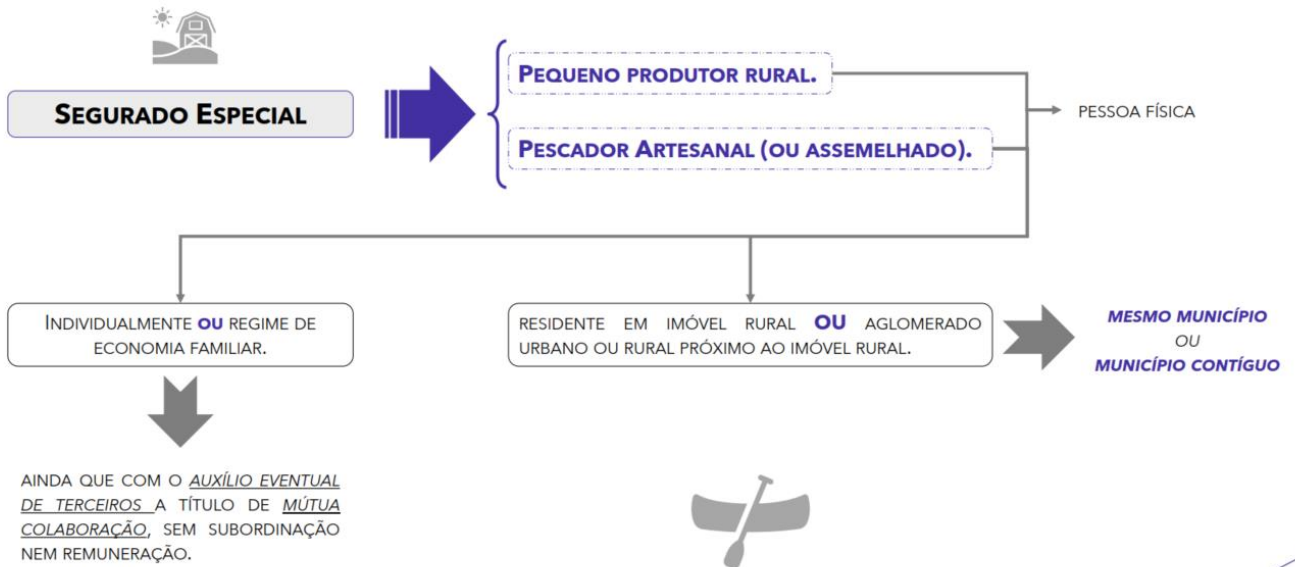 SEGURADO ESPECIAL
PEQUENO PRODUTOR RURAL.
PESCADOR ARTESANAL (OU ASSEMELHADO).
PESSOA FÍSICA
INDIVIDUALMENTE OU REGIME DE
ECONOMIA FAMILIAR.
RESIDENTE EM IMÓVEL RURAL OU AGLOMERADO
URBANO OU RURAL PRÓXIMO AO IMÓVEL RURAL.
MESMO MUNICÍPIO
OU
MUNICÍPIO CONTÍGUO
AINDA QUE COM O AUXÍLIO EVENTUAL
DE TERCEIROS A TÍTULO DE MÚTUA
COLABORAÇÃO, SEM SUBORDINAÇÃO
NEM REMUNERAÇÃO.